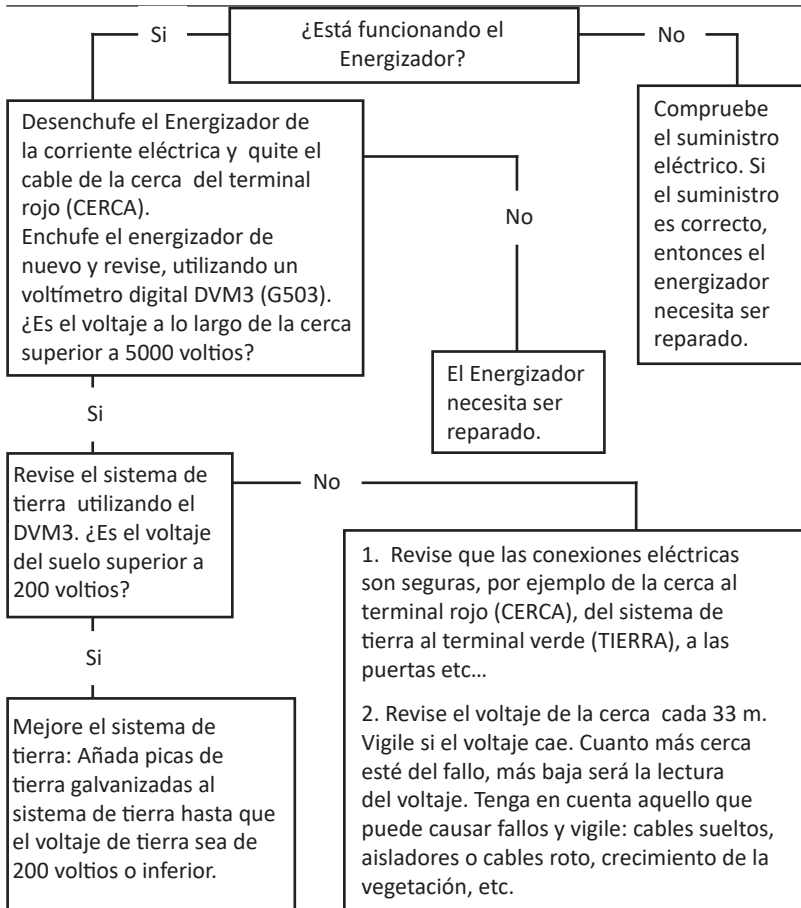 ¿Está funcionando el
Energizador?
Si
No
Desenchufe el Energizador de
la corriente eléctrica y quite el
cable de la cerca del terminal
rojo (CERCA).
Enchufe el energizador de
nuevo y revise, utilizando un
voltímetro digital DVM3 (G503).
¿Es el voltaje a lo largo de la cerca
superior a 5000 voltios?
Compruebe
el suministro
eléctrico. Si
el suministro
es correcto,
entonces el
energizador
necesita ser
reparado.
No
El Energizador
necesita ser
reparado.
Si
Revise el sistema de
tierra utilizando el
DVM3. ¿Es el voltaje
del suelo superior a
200 voltios?
No
1. Revise que las conexiones eléctricas
son seguras, por ejemplo de la cerca al
terminal rojo (CERCA), del sistema de
tierra al terminal verde (TIERRA), a las
puertas etc...
2. Revise el voltaje de la cerca cada 33 m.
Vigile si el voltaje cae. Cuanto más cerca
esté del fallo, más baja será la lectura
del voltaje. Tenga en cuenta aquello que
puede causar fallos y vigile: cables sueltos,
aisladores o cables roto, crecimiento de la
vegetación, etc.
Si
Mejore el sistema de
tierra: Añada picas de
tierra galvanizadas al
sistema de tierra hasta que
el voltaje de tierra sea de
200 voltios o inferior.